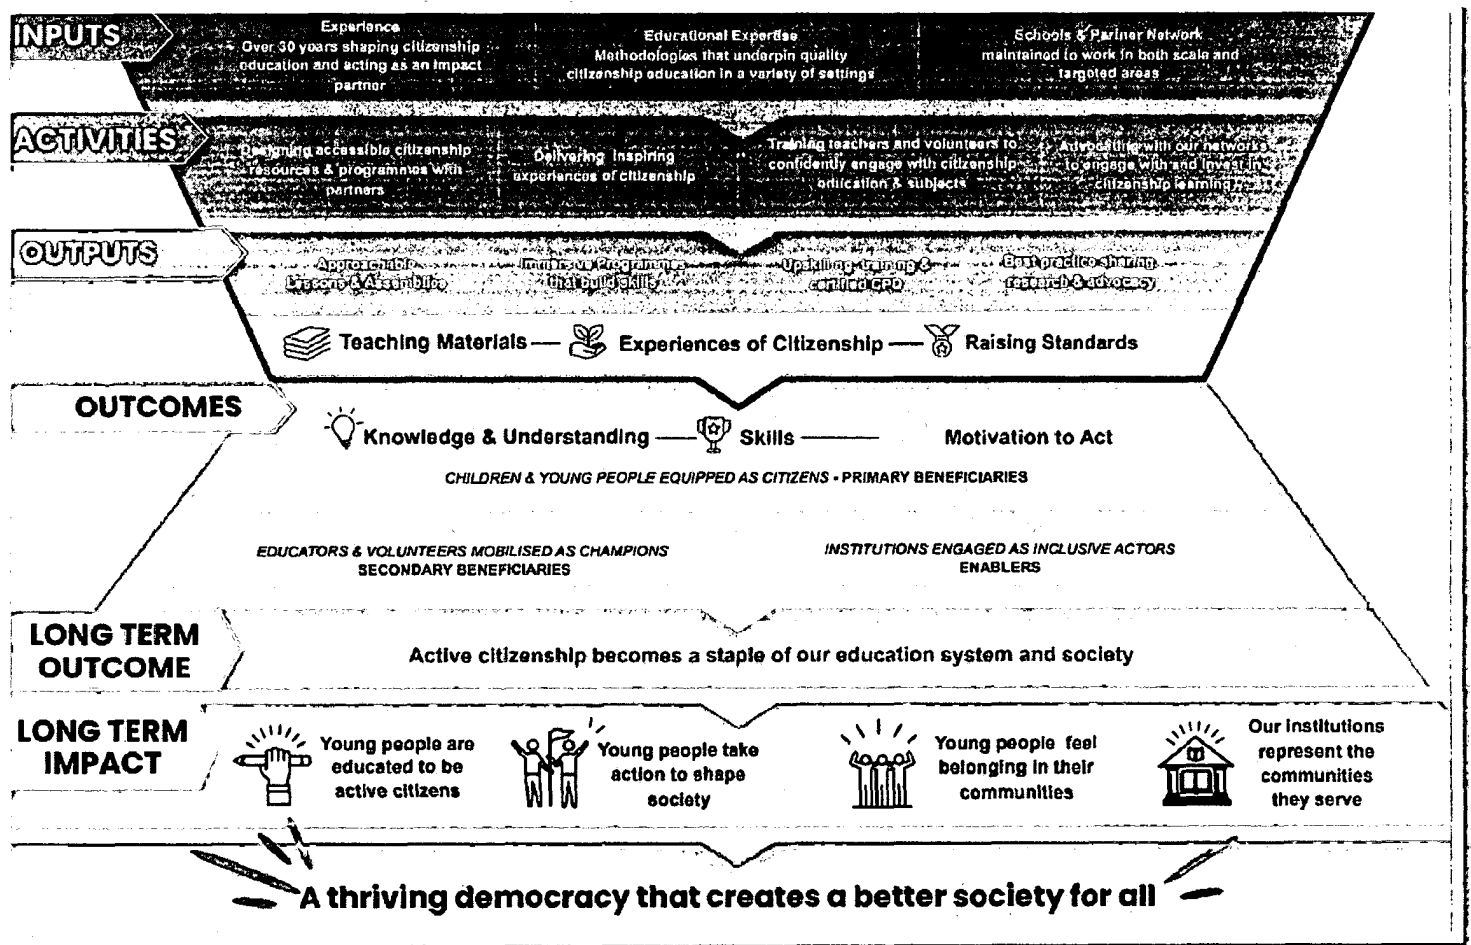 INPUTS
Experience
Over 30 years shaping citizenship
education and acting as an impact
partner
Educational Expertise
Methodologies that underpin quality
citizenship education in a variety of settings
Schools & Partner Network
maintained to work in both scale and
targeted areas
ACTIVITIES
Designing accessible citizenship
resources & programmes with
partners
Delivering inspiring
experiences of citizenship
Training teachers and volunteers to
confidently engage with citizenship
education & subjects
Advocating with our networks
to engage with and invest in
citizenship learning
OUTPUTS
Approachable
Lessons & Assemblies
Immersive Programmes
that build skills
Upskilling, training &
certified CPD
Best practice sharing,
research & advocacy
Teaching Materials
Experiences of Citizenship
Raising Standards
OUTCOMES
Knowledge & Understanding
Skills
Motivation to Act
CHILDREN & YOUNG PEOPLE EQUIPPED AS CITIZENS - PRIMARY BENEFICIARIES
EDUCATORS & VOLUNTEERS MOBILISED AS CHAMPIONS
SECONDARY BENEFICIARIES
INSTITUTIONS ENGAGED AS INCLUSIVE ACTORS
ENABLERS
LONG TERM
OUTCOME
Active citizenship becomes a staple of our education system and society
LONG TERM
IMPACT
Young people are
educated to be
active citizens
Young people take
action to shape
society
Young people feel
belonging in their
communities
Our institutions
represent the
communities
they serve
A thriving democracy that creates a better society for all